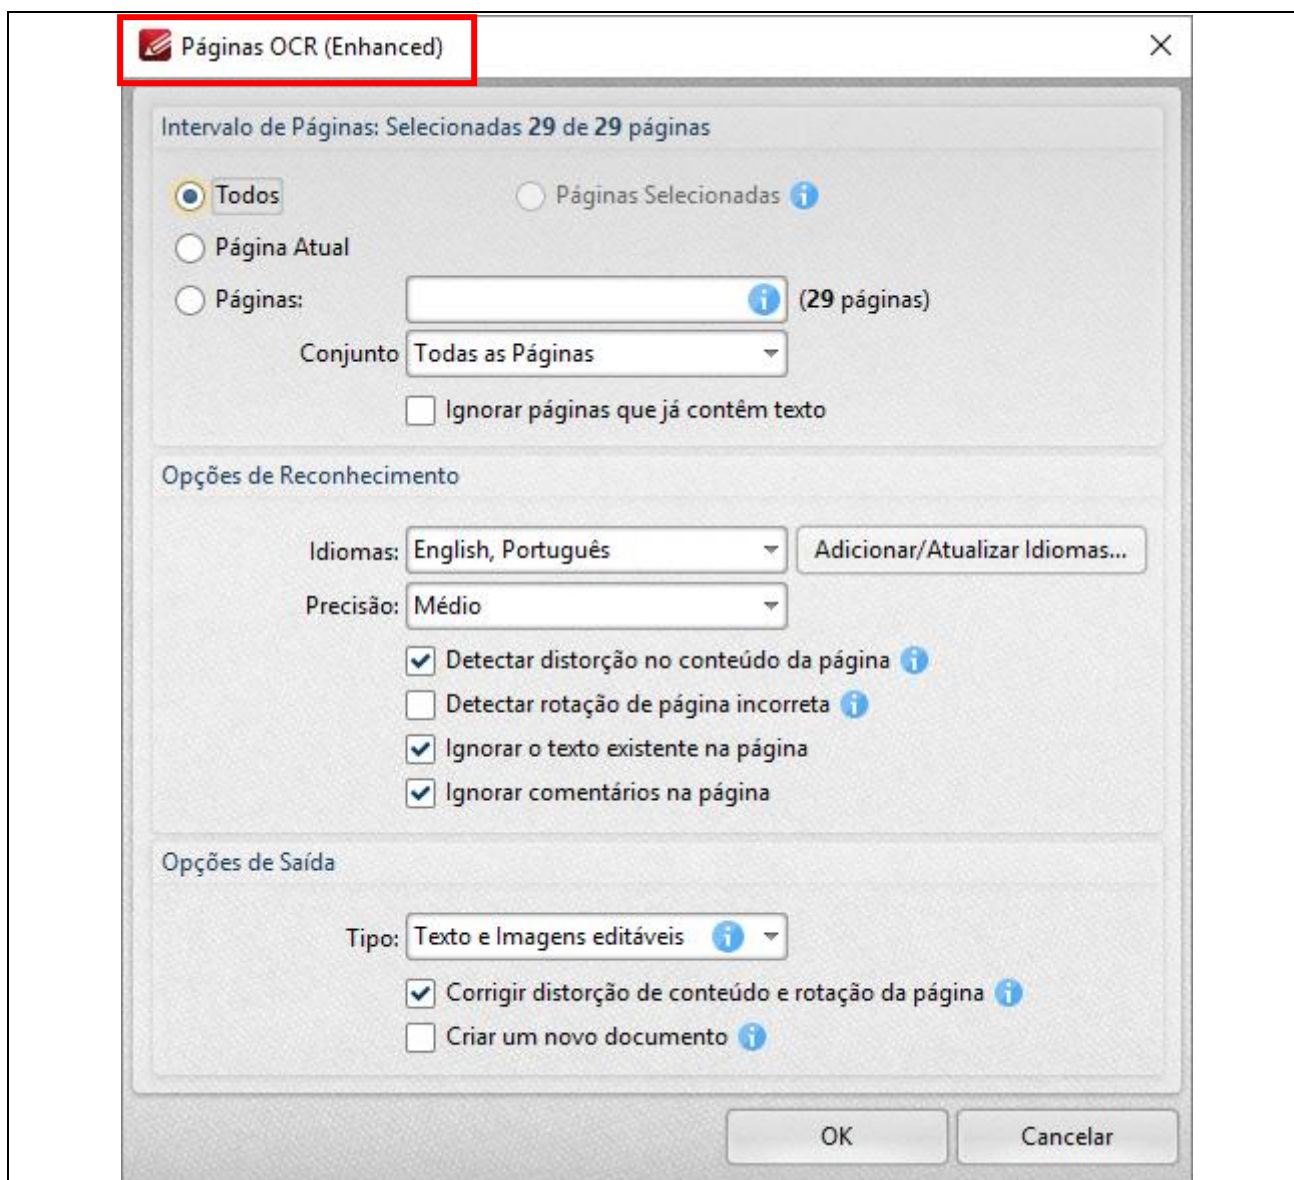 Páginas OCR (Enhanced)
Intervalo de Páginas: Selecionadas 29 de 29 páginas
Todos Páginas Selecionadas
Página Atual
Páginas: (29 páginas)
Conjunto Todas as Páginas
Ignorar páginas que já contêm texto
Opções de Reconhecimento
Idiomas: English, Português Adicionar/Atualizar Idiomas...
Precisão: Médio
Detectar distorção no conteúdo da página
Detectar rotação de página incorreta
Ignorar o texto existente na página
Ignorar comentários na página
Opções de Saída
Tipo: Texto e Imagens editáveis
Corrigir distorção de conteúdo e rotação da página
Criar um novo documento
OK Cancelar